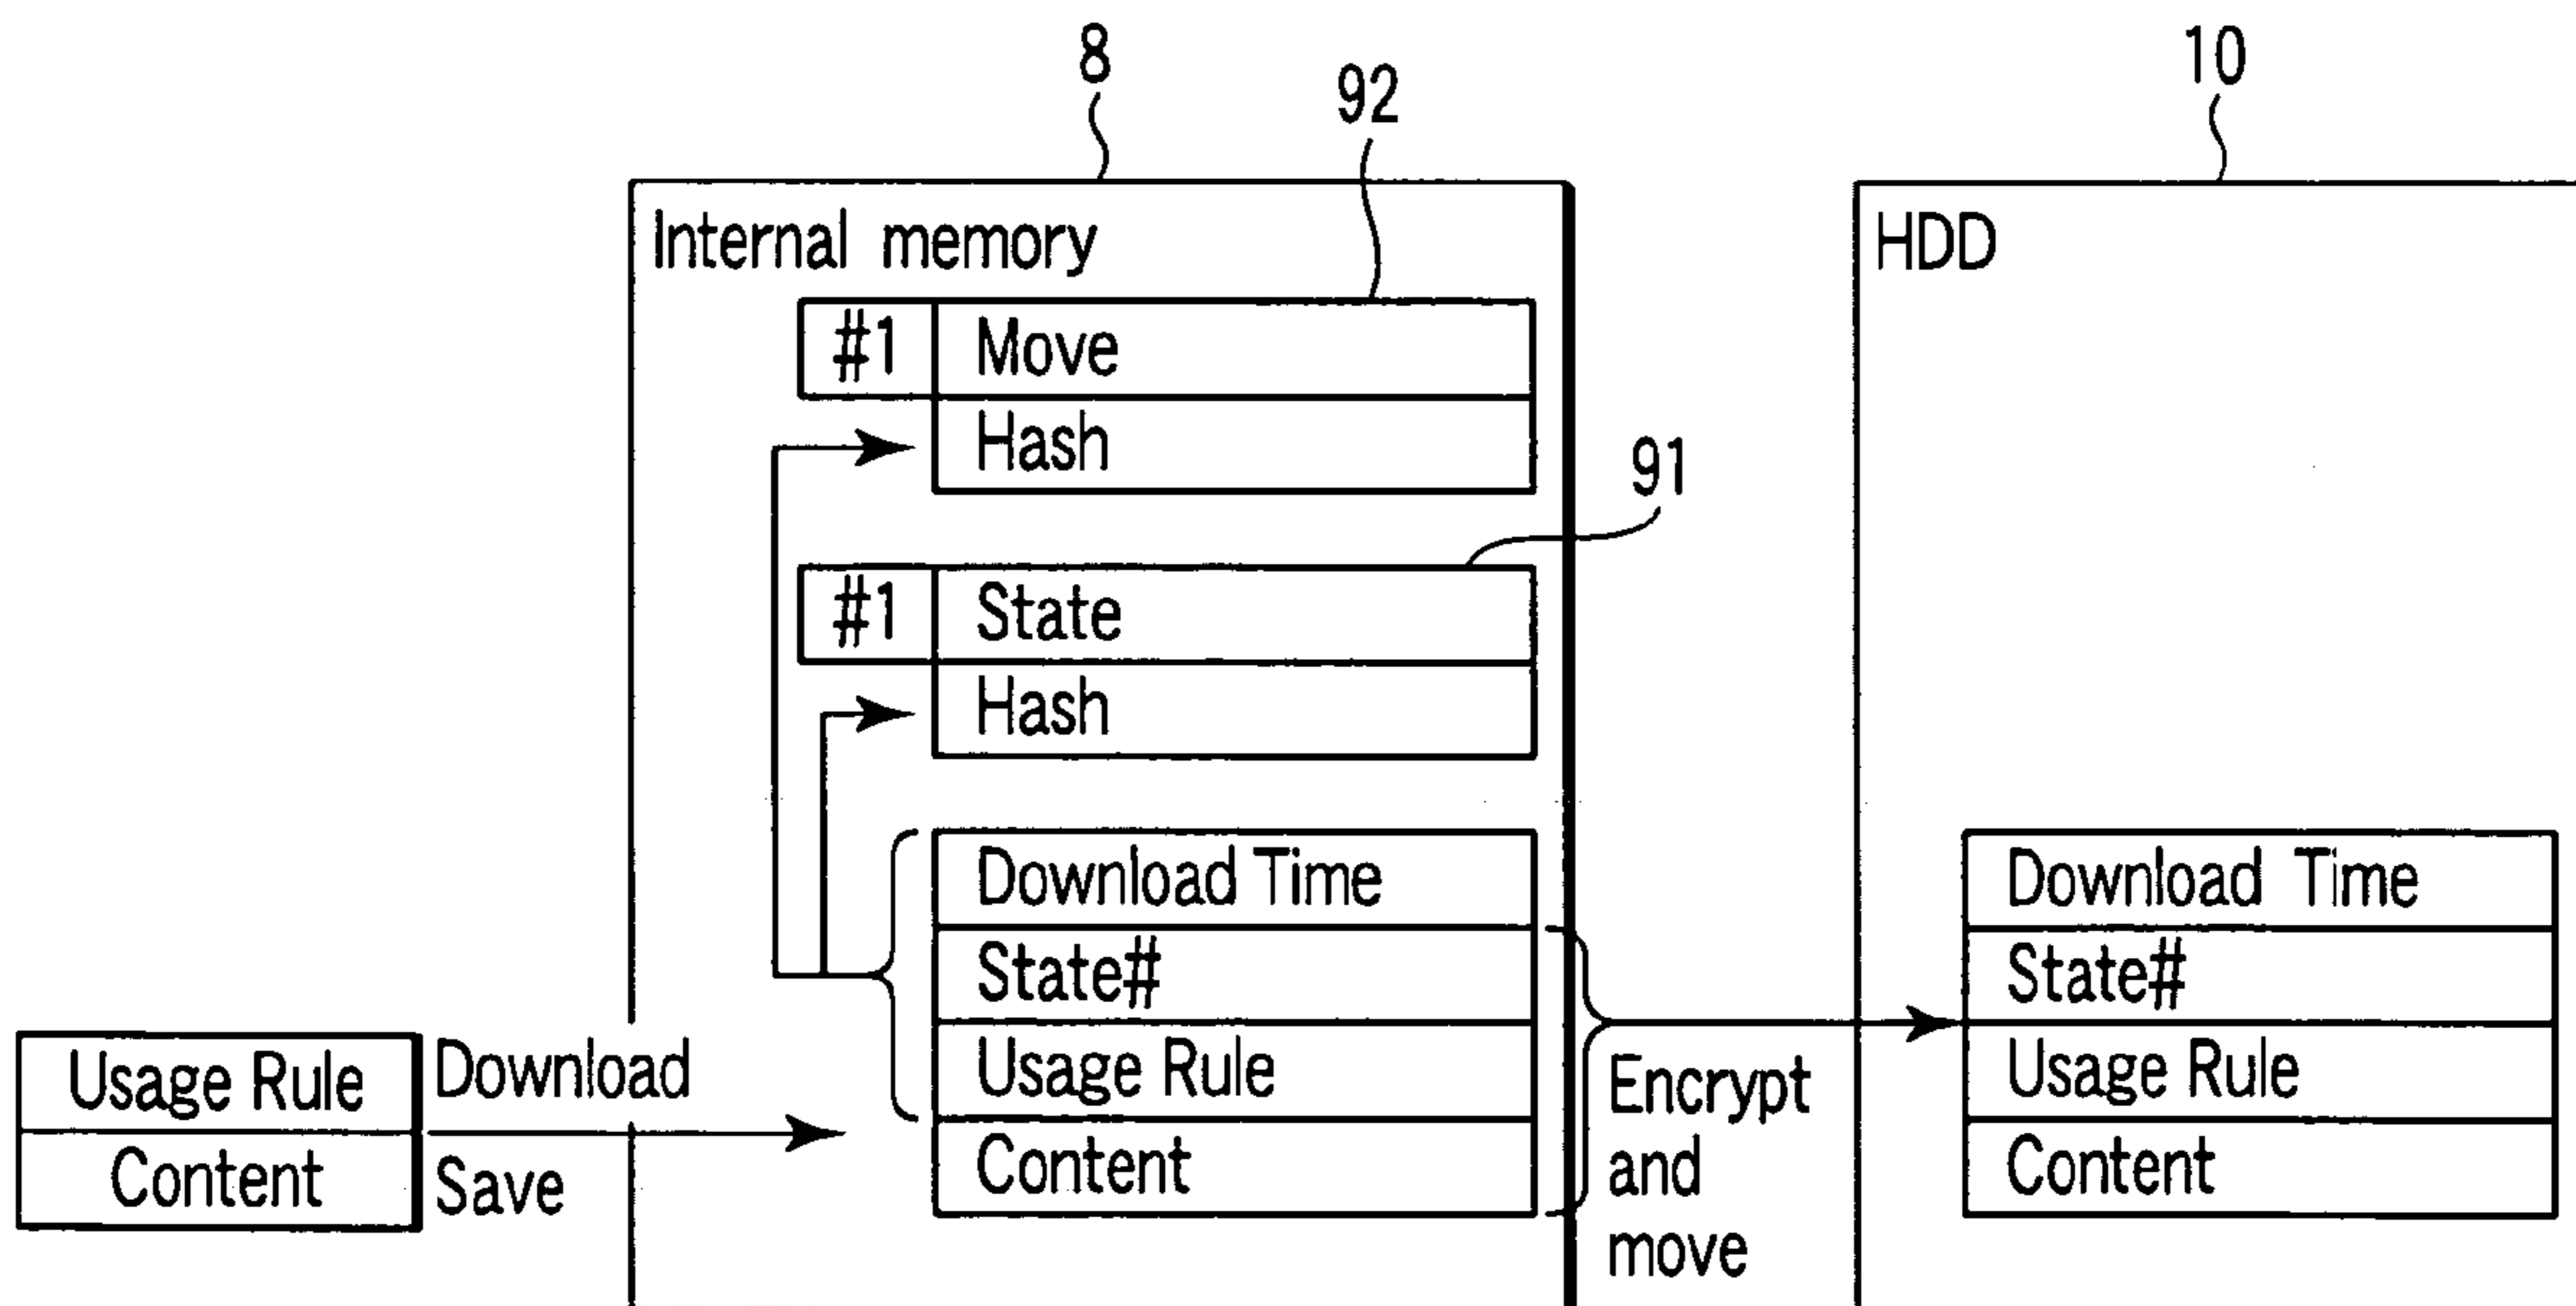 8
92
10
Internal memory
HDD
#1 Move
Hash
91
#1 State
Hash
Download Time
State#
Usage Rule
Content
Usage Rule
Content
Download
Save
Encrypt
and
move
Download Time
State#
Usage Rule
Content